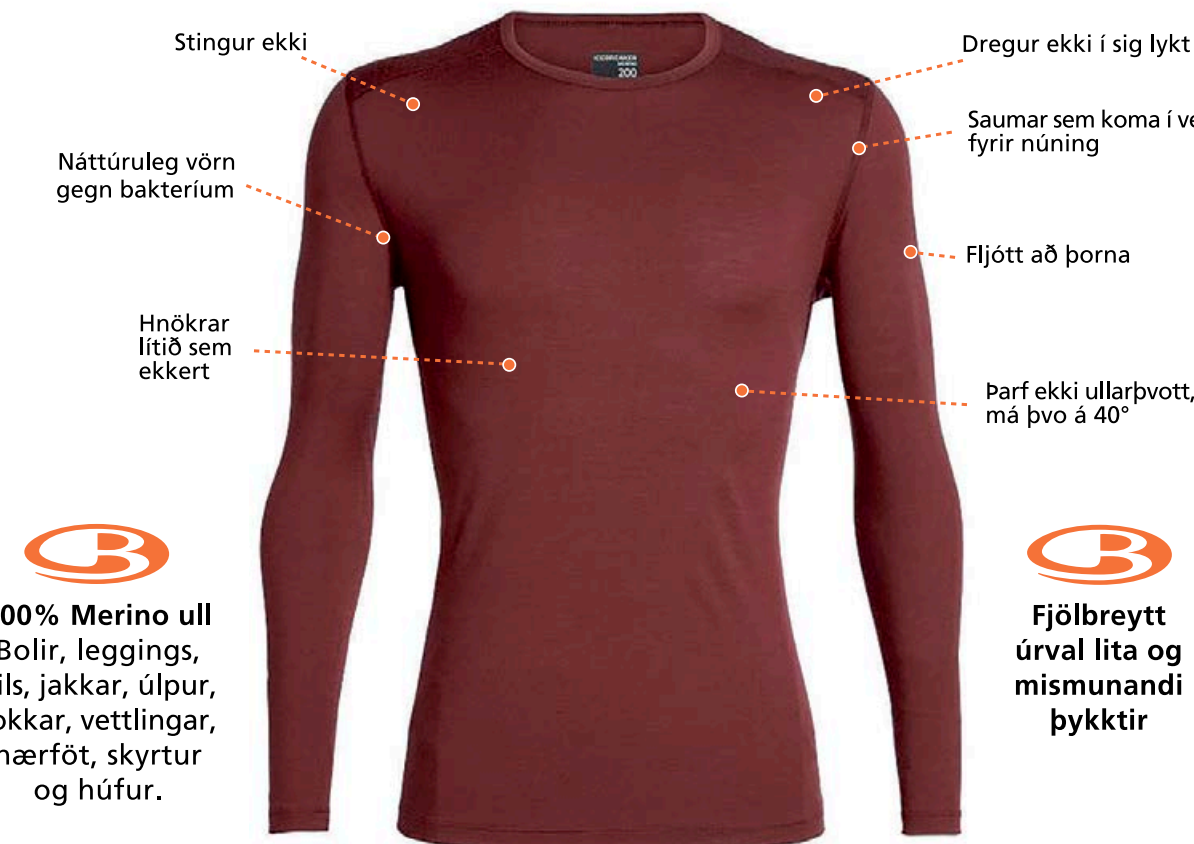 Stingur ekki
Dregur ekki í sig lykt
Náttúruleg vörn
gegn bakteríum
Saumar sem koma í ve
fyrir núning
Fljótt að þorna
Hnökrar
lítið sem
ekkert
Þarf ekki ullarþvott,
má þvo á 40°
ICEBREAKER
MERINO
200
00% Merino ull
Bolir, leggings,
ils, jakkar, úlpur,
okkar, vettlingar,
nærföt, skyrtur
og húfur.
Fjölbreytt
úrval lita og
mismunandi
þykktir